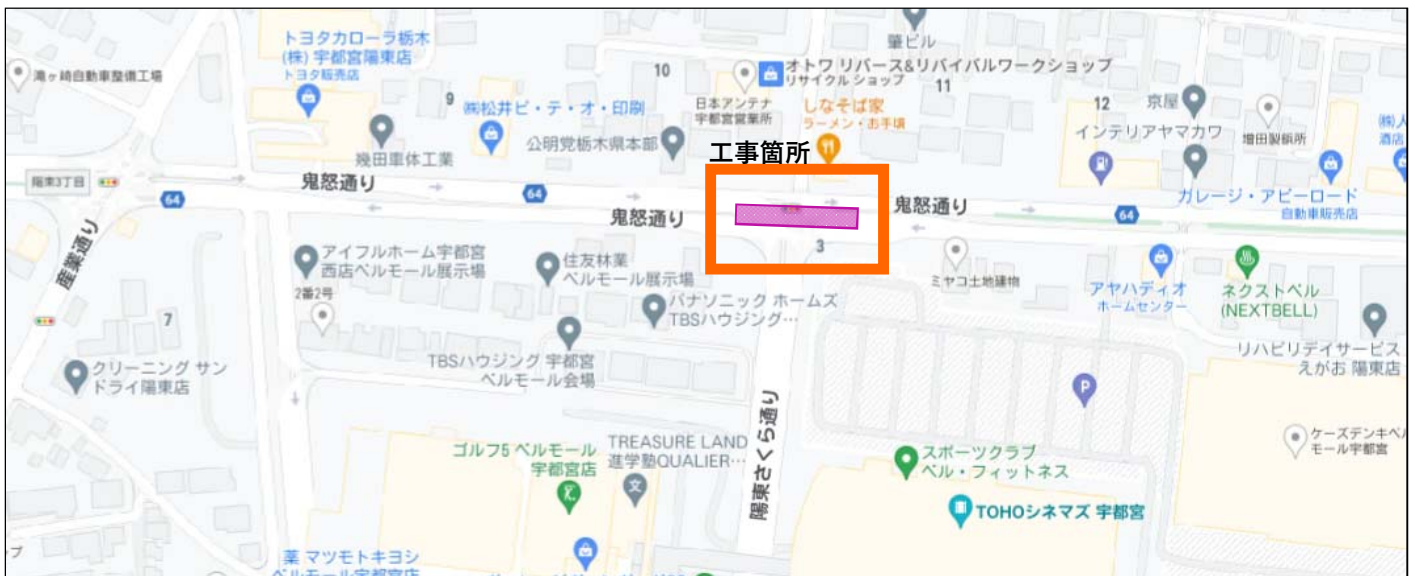 トヨタカローラ栃木
(株) 宇都宮陽東店
トヨタ販売店
滝ヶ崎自動車整備工場
9
㈱松井ピ・テ・オ・印刷
幾田車体工業
公明党栃木県本部
10
日本アンテナ
宇都宮営業所
肇ビル
オトワ リバース&リバイバルワークショップ
リサイクル ショップ
11
しなそば家
ラーメン・お手頃
12
京屋
インテリアヤマカワ
増田製餡所
㈱人
酒店
ガレージ・アビーロード
自動車販売店
工事箇所
陽東3丁目
64
鬼怒通り
64
鬼怒通り
鬼怒通り
64
産業通り
アイフルホーム宇都宮
西店ベルモール展示場
2番2号
住友林業
ベルモール展示場
パナソニック ホームズ
TBSハウジング…
3
ミヤコ土地建物
アヤハディオ
ホームセンター
ネクストベル
(NEXTBELL)
リハビリデイサービス
えがお 陽東店
7
クリーニング サン
ドライ陽東店
TBSハウジング 宇都宮
ベルモール会場
P
陽東さくら通り
ゴルフ5 ベルモール
宇都宮店
TREASURE LAND
進学塾QUALIER…
文
スポーツクラブ
ベル・フィットネス
ケーズデンキベル
モール宇都宮
TOHOシネマズ 宇都宮
薬 マツモトキヨシ
ベルモール宇都宮店